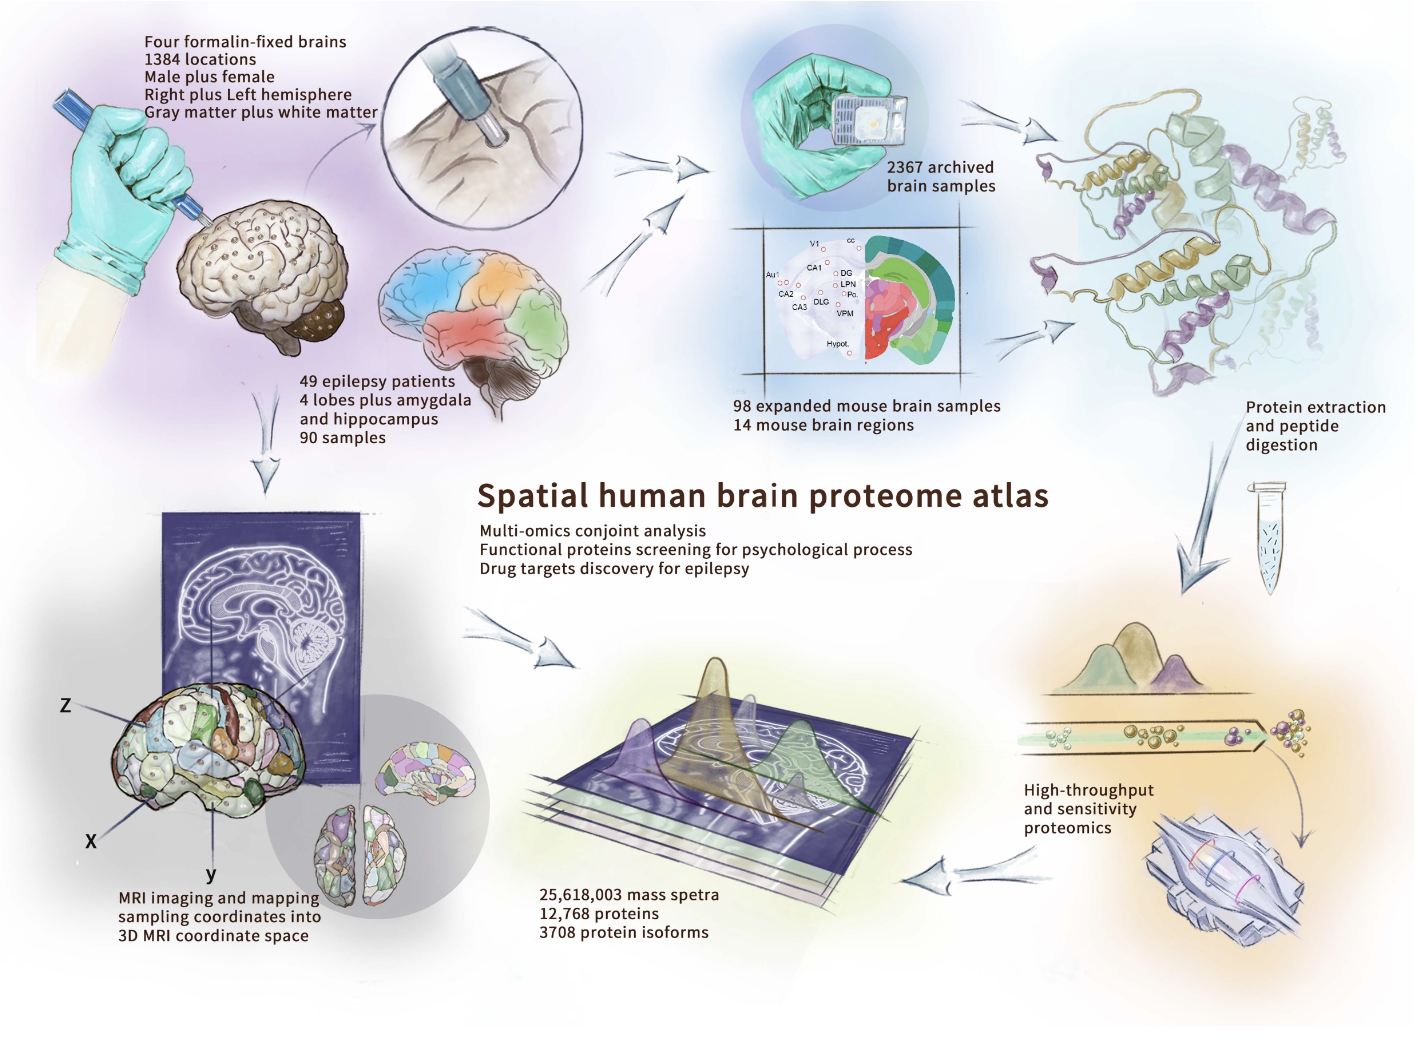 Four formalin-fixed brains
1384 locations
Male plus female
Right plus Left hemisphere
Gray matter plus white matter
2367 archived
brain samples
V1
cc
CA1
DG
Au1
LPN
CA2
Po.
DLG
CA3
VPM
Hypot.
49 epilepsy patients
4 lobes plus amygdala
and hippocampus
90 samples
98 expanded mouse brain samples
14 mouse brain regions
Protein extraction
and peptide
digestion
Spatial human brain proteome atlas
Multi-omics conjoint analysis
Functional proteins screening for psychological process
Drug targets discovery for epilepsy
Z
X
y
MRI imaging and mapping
sampling coordinates into
3D MRI coordinate space
High-throughput
and sensitivity
proteomics
25,618,003 mass spetra
12,768 proteins
3708 protein isoforms